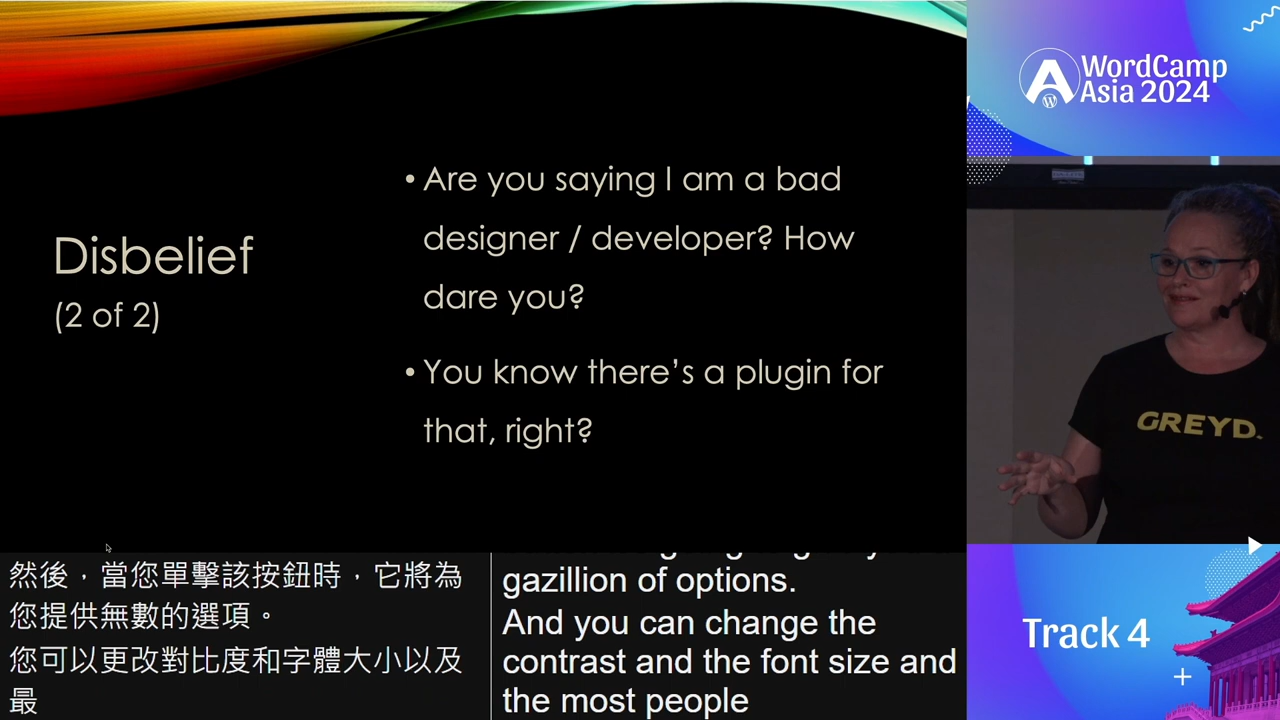 Disbelief
(2 of 2)
• Are you saying I am a bad
designer / developer? How
dare you?
• You know there's a plugin for
that, right?
WordCamp
Asia 2024
GREYD.
然後，當您單擊該按鈕時，它將為
您提供無數的選項。
您可以更改對比度和字體大小以及
最
gazillion of options.
And you can change the
contrast and the font size and
the most people
Track 4